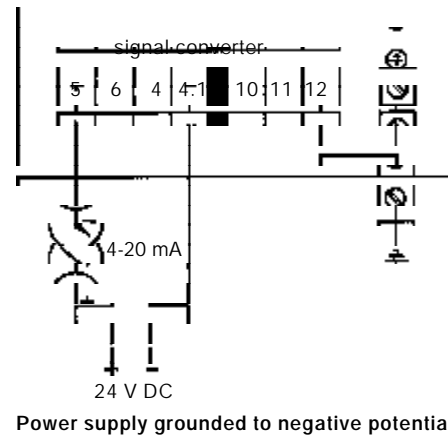 signal converter
5 6 4 4.1 10 11 12
4-20 mA
24 V DC
Power supply grounded to negative potentia